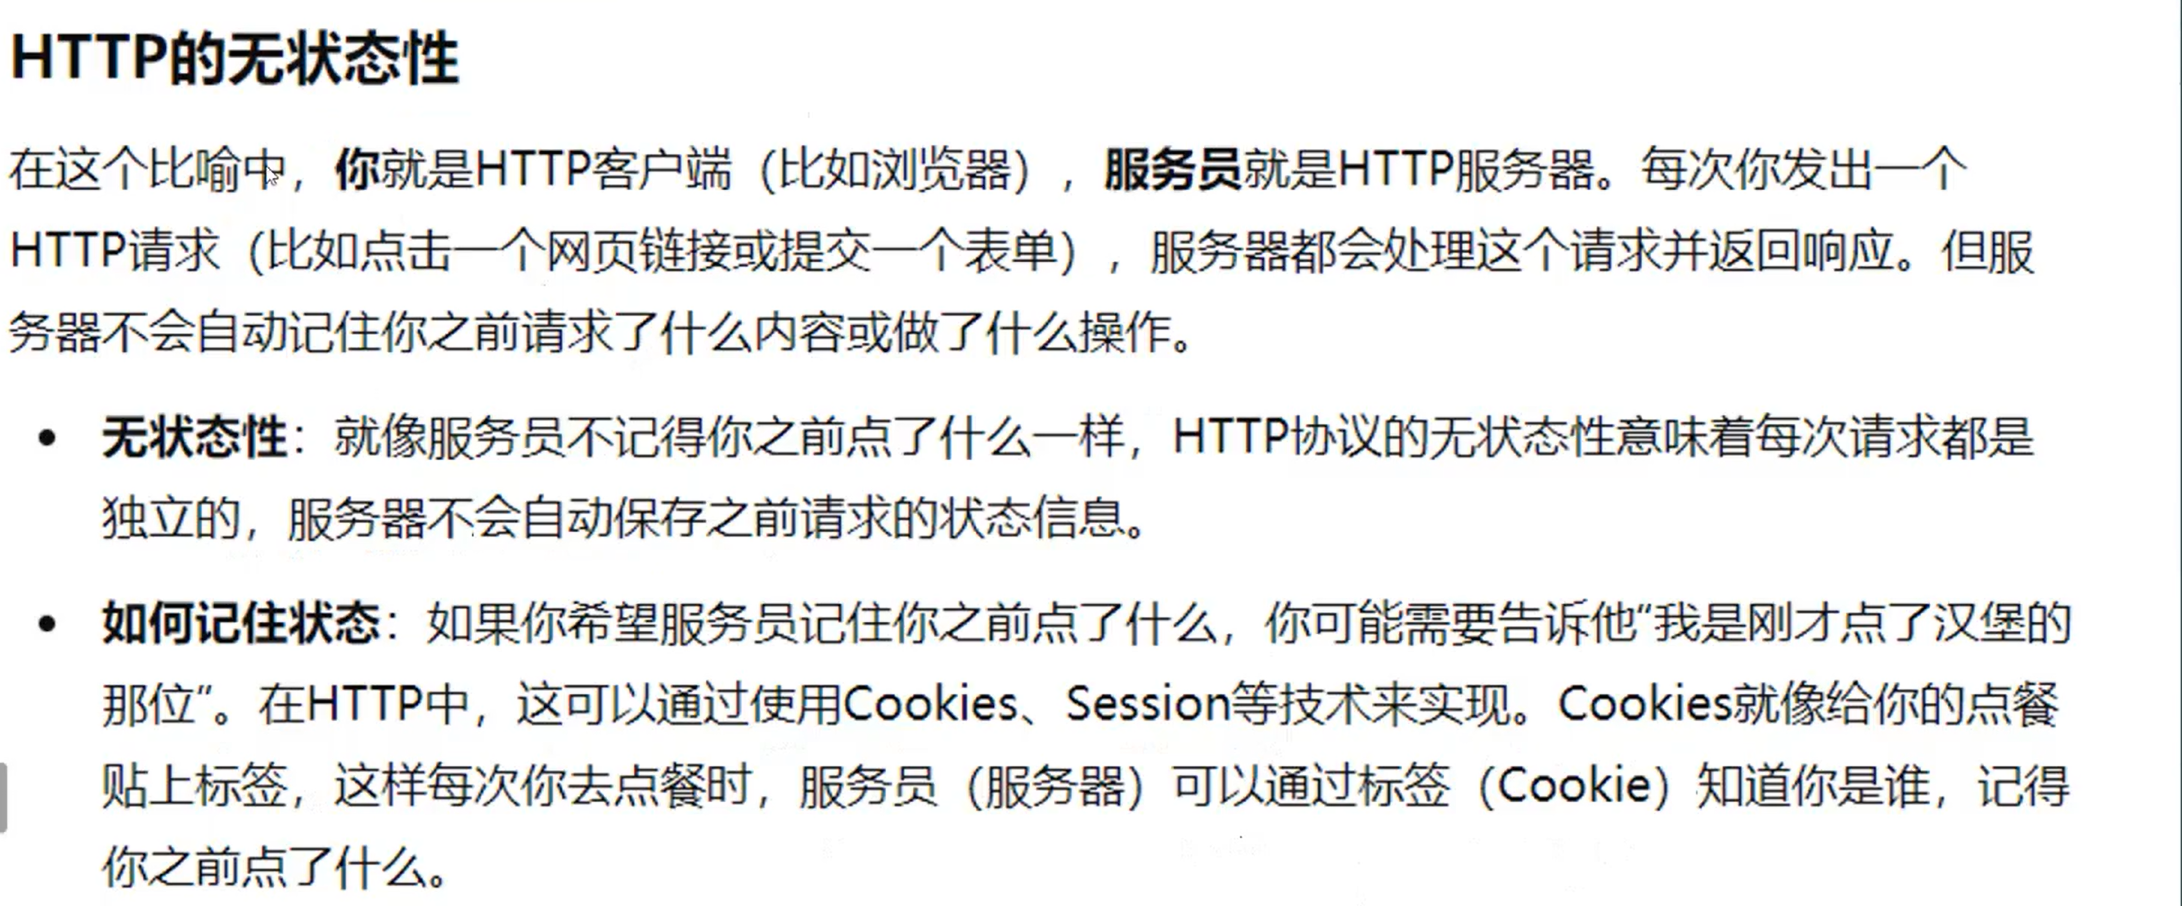 HTTP的无状态性
在这个比喻中，你就是HTTP客户端（比如浏览器），服务员就是HTTP服务器。每次你发出一个
HTTP请求（比如点击一个网页链接或提交一个表单），服务器都会处理这个请求并返回响应。但服
务器不会自动记住你之前请求了什么内容或做了什么操作。
• 无状态性：就像服务员不记得你之前点了什么一样，HTTP协议的无状态性意味着每次请求都是
独立的，服务器不会自动保存之前请求的状态信息。
• 如何记住状态：如果你希望服务员记住你之前点了什么，你可能需要告诉他“我是刚才点了汉堡的
那位”。在HTTP中，这可以通过使用Cookies、Session等技术来实现。Cookies就像给你的点餐
贴上标签，这样每次你去点餐时，服务员（服务器）可以通过标签（Cookie）知道你是谁，记得
你之前点了什么。